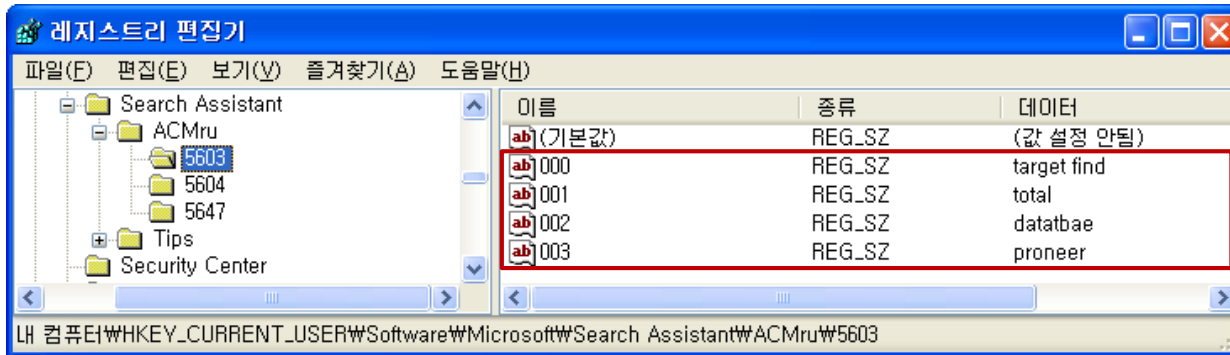 레지스트리 편집기
파일(F) 편집(E) 보기(V) 즐겨찾기(A) 도움말(H)
Search Assistant
ACMru
5603
5604
5647
Tips
Security Center
이름 종류 데이터
(기본값) REG_SZ (값 설정 안됨)
000 REG_SZ target find
001 REG_SZ total
002 REG_SZ datatbae
003 REG_SZ proneer
내 컴퓨터₩HKEY_CURRENT_USER₩Software₩Microsoft₩Search Assistant₩ACMru₩5603